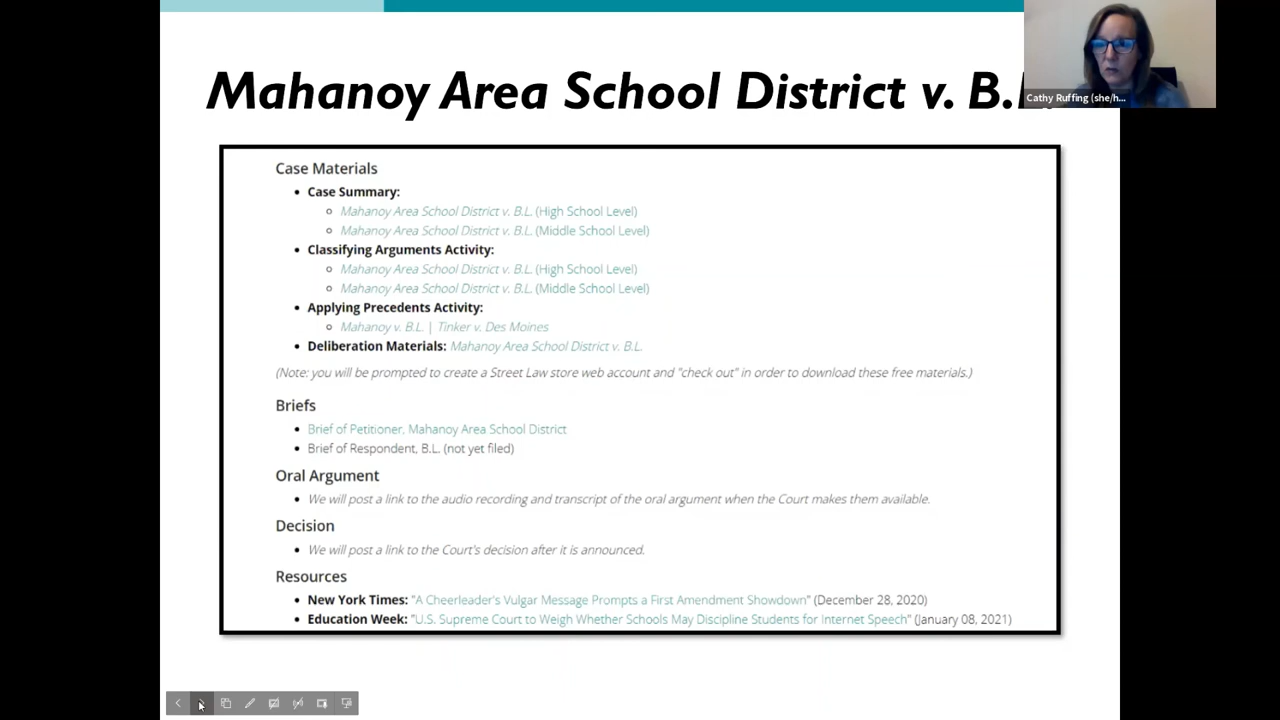 Mahanoy Area School District v. B.
Cathy Ruffing (she/h...
Case Materials
• Case Summary:
○ Mahanoy Area School District v. B.L. (High School Level)
○ Mahanoy Area School District v. B.L. (Middle School Level)
• Classifying Arguments Activity:
○ Mahanoy Area School District v. B.L. (High School Level)
○ Mahanoy Area School District v. B.L. (Middle School Level)
• Applying Precedents Activity:
○ Mahanoy v. B.L. | Tinker v. Des Moines
• Deliberation Materials: Mahanoy Area School District v. B.L.
(Note: you will be prompted to create a Street Law store web account and "check out" in order to download these free materials.)
Briefs
• Brief of Petitioner, Mahanoy Area School District
• Brief of Respondent, B.L. (not yet filed)
Oral Argument
• We will post a link to the audio recording and transcript of the oral argument when the Court makes them available.
Decision
• We will post a link to the Court's decision after it is announced.
Resources
• New York Times: "A Cheerleader's Vulgar Message Prompts a First Amendment Showdown" (December 28, 2020)
• Education Week: "U.S. Supreme Court to Weigh Whether Schools May Discipline Students for Internet Speech" (January 08, 2021)